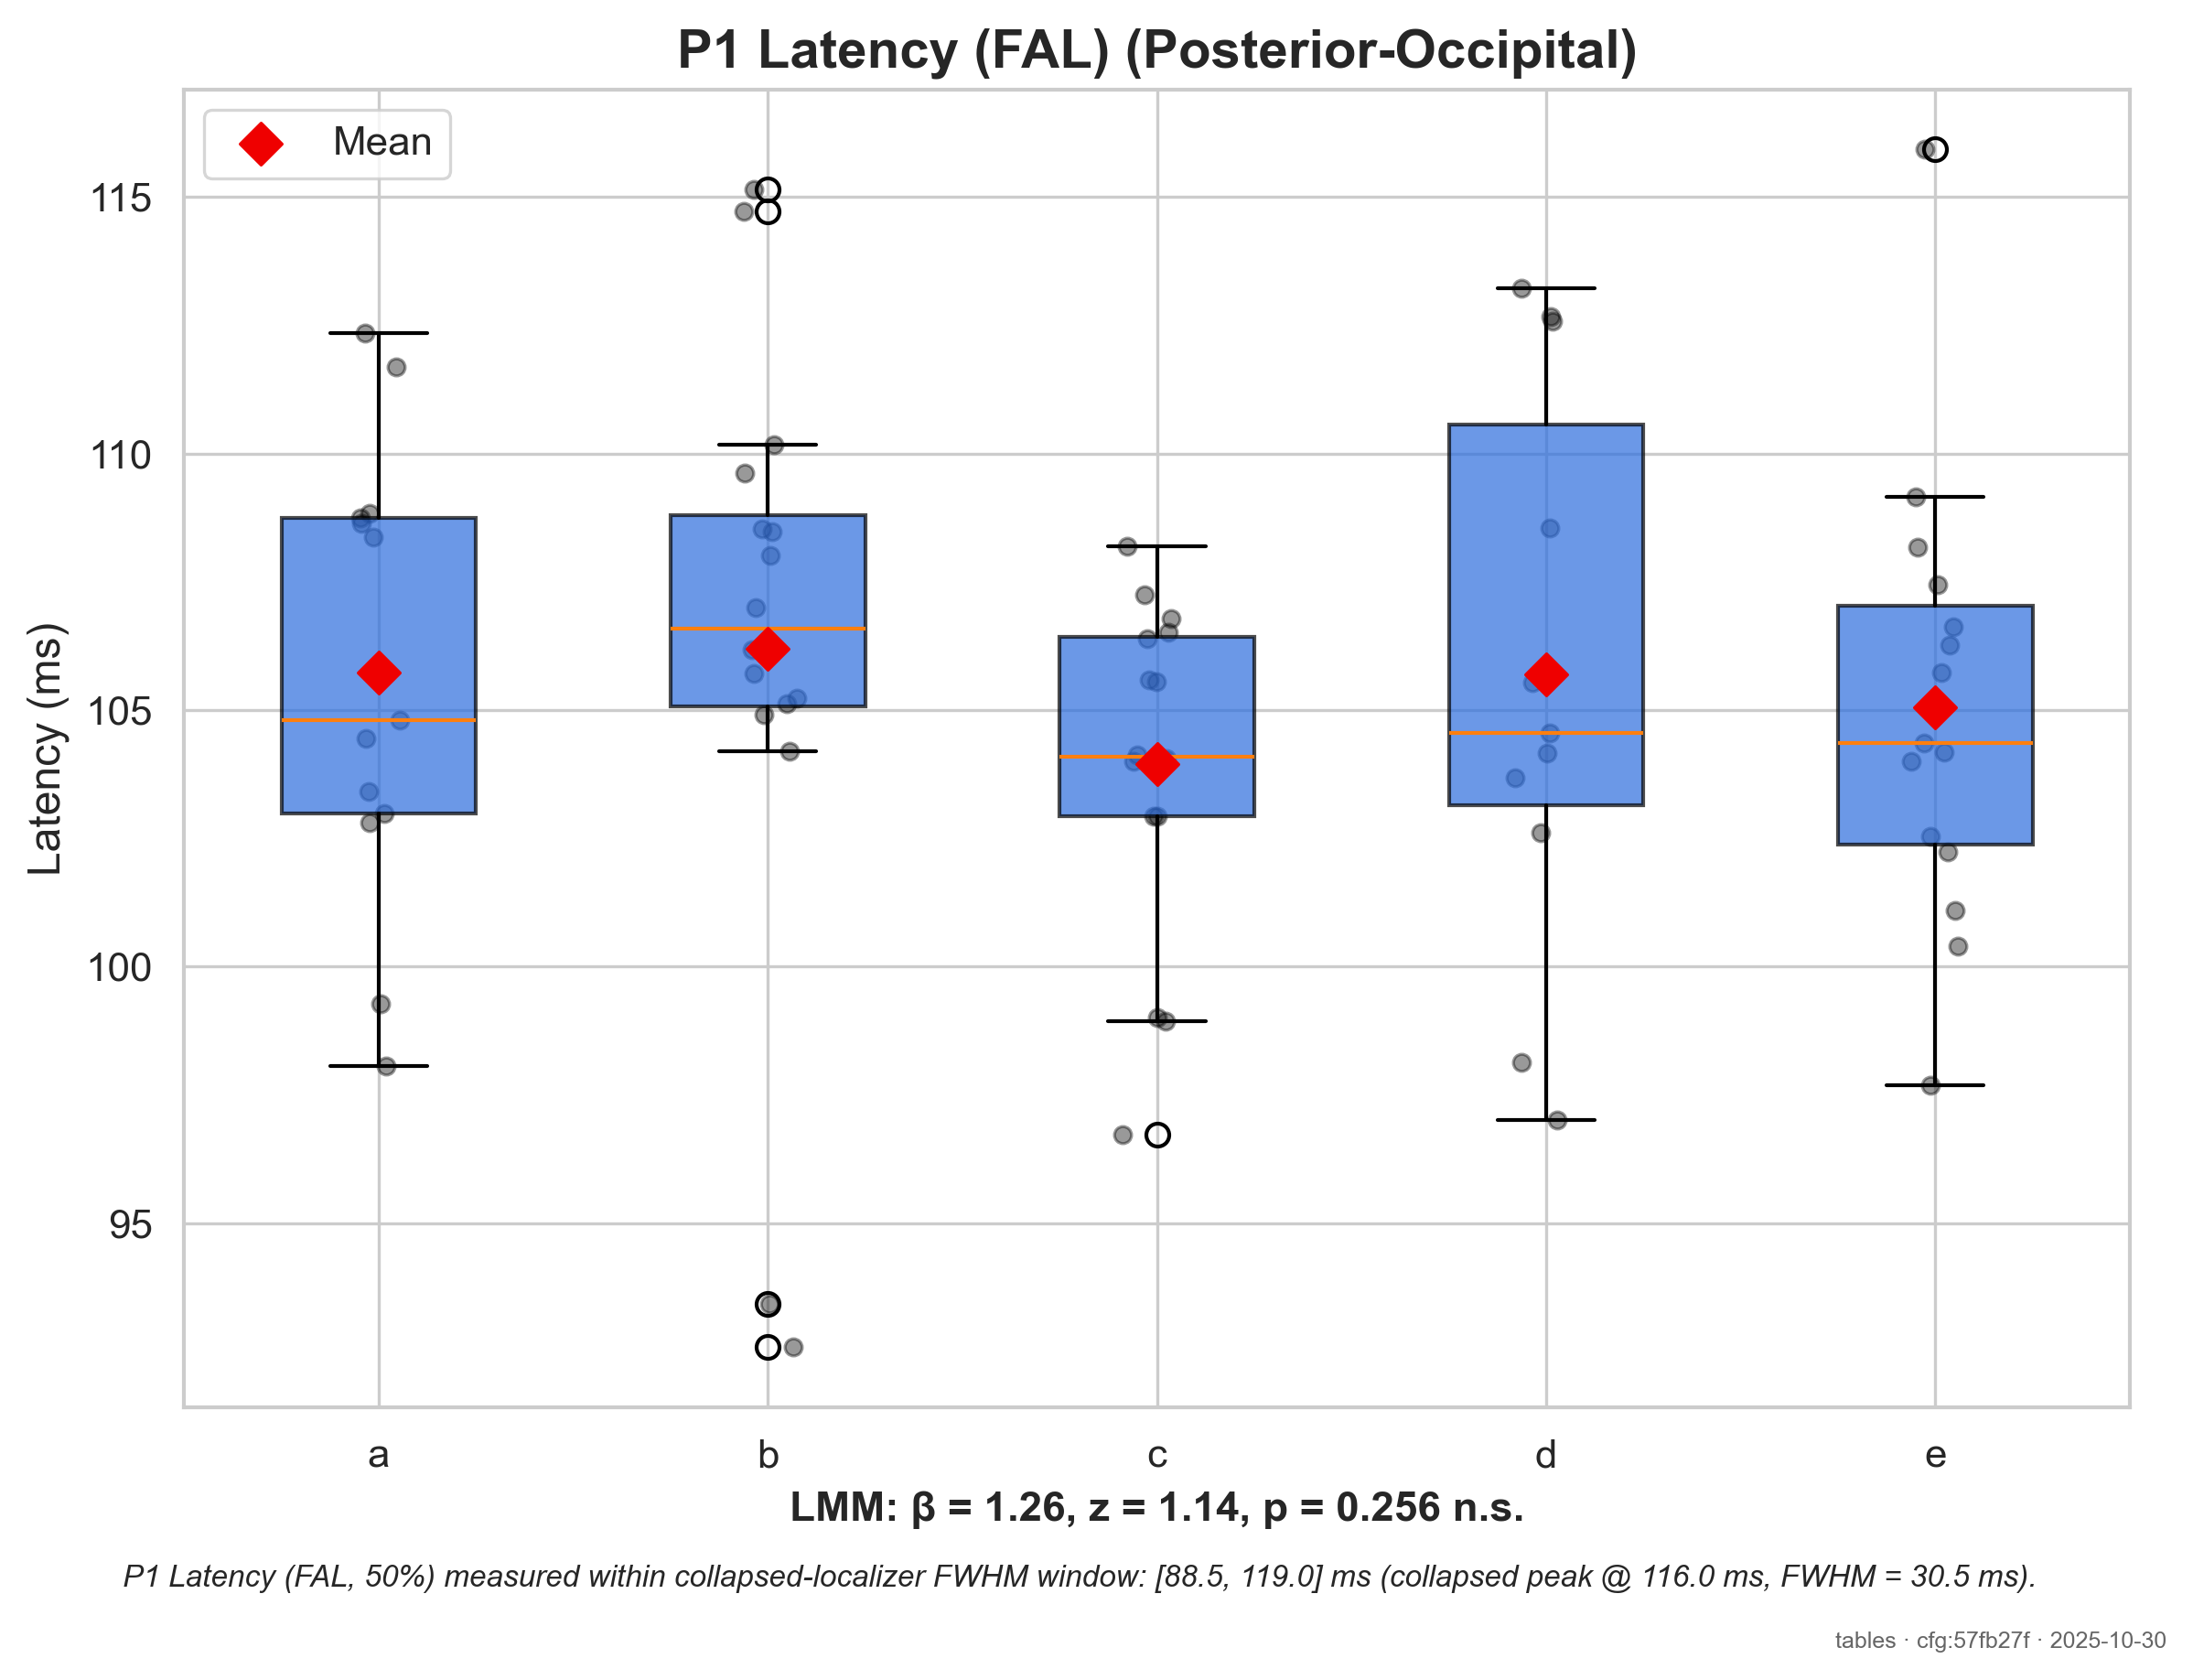 P1 Latency (FAL) (Posterior-Occipital)
Mean
Latency (ms)
115
110
105
100
95
a b c d e
LMM: β = 1.26, z = 1.14, p = 0.256 n.s.
P1 Latency (FAL, 50%) measured within collapsed-localizer FWHM window: [88.5, 119.0] ms (collapsed peak @ 116.0 ms, FWHM = 30.5 ms).
tables · cfg:57fb27f · 2025-10-30